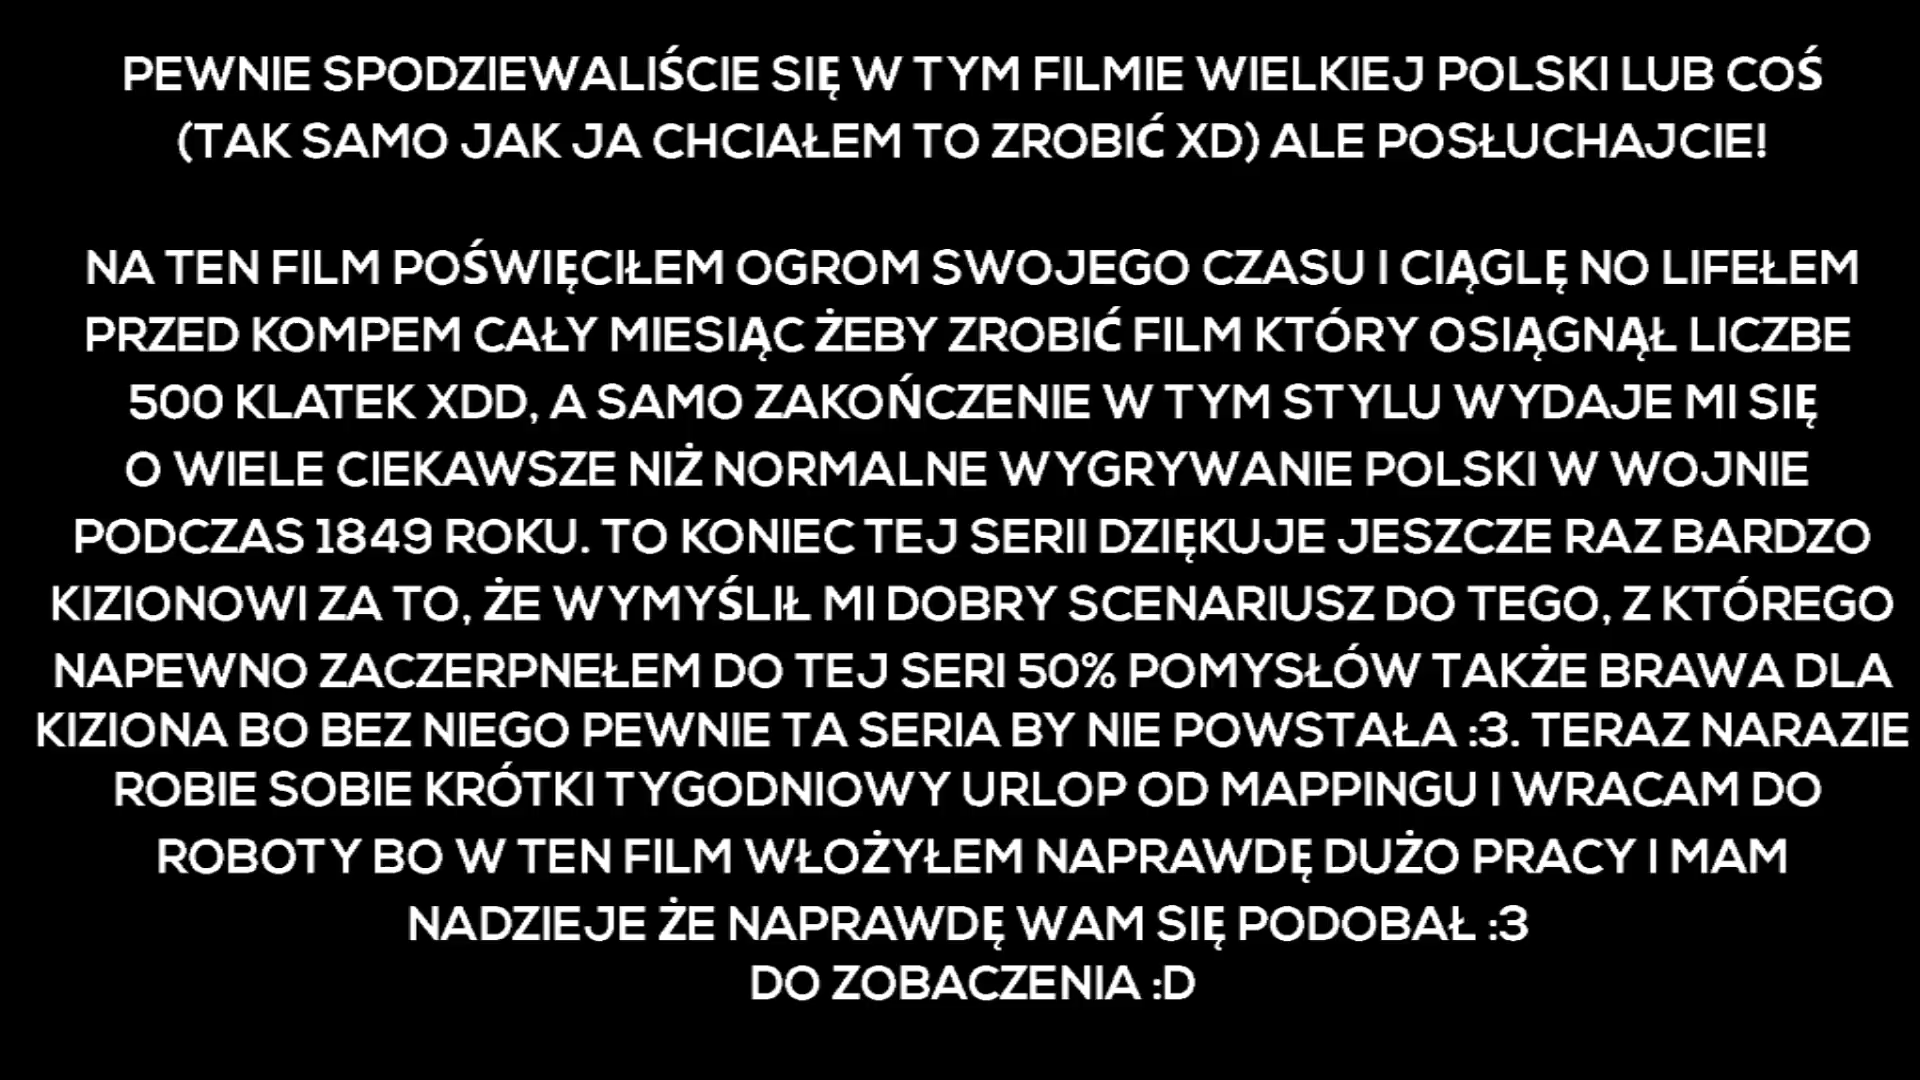 PEWNIE SPODZIEWALIŚCIE SIĘ W TYM FILMIE WIELKIEJ POLSKI LUB COŚ
(TAK SAMO JAK JA CHCIAŁEM TO ZROBIĆ XD) ALE POSŁUCHAJCIE!
NA TEN FILM POŚWIĘCIŁEM OGROM SWOJEGO CZASU I CIĄGLĘ NO LIFEŁEM
PRZED KOMPEM CAŁY MIESIĄC ŻEBY ZROBIĆ FILM KTÓRY OSIĄGNĄŁ LICZBE
500 KLATEK XDD, A SAMO ZAKOŃCZENIE W TYM STYLU WYDAJE MI SIĘ
O WIELE CIEKAWSZE NIŻ NORMALNE WYGRYWANIE POLSKI W WOJNIE
PODCZAS 1849 ROKU. TO KONIEC TEJ SERII DZIĘKUJE JESZCZE RAZ BARDZO
KIZIONOWI ZA TO, ŻE WYMYŚLIŁ MI DOBRY SCENARIUSZ DO TEGO, Z KTÓREGO
NAPEWNO ZACZERPNEŁEM DO TEJ SERI 50% POMYSŁÓW TAKŻE BRAWA DLA
KIZIONA BO BEZ NIEGO PEWNIE TA SERIA BY NIE POWSTAŁA :3. TERAZ NARAZIE
ROBIE SOBIE KRÓTKI TYGODNIOWY URLOP OD MAPPINGU I WRACAM DO
ROBOTY BO W TEN FILM WŁOŻYŁEM NAPRAWDĘ DUŻO PRACY I MAM
NADZIEJE ŻE NAPRAWDĘ WAM SIĘ PODOBAŁ :3
DO ZOBACZENIA :D